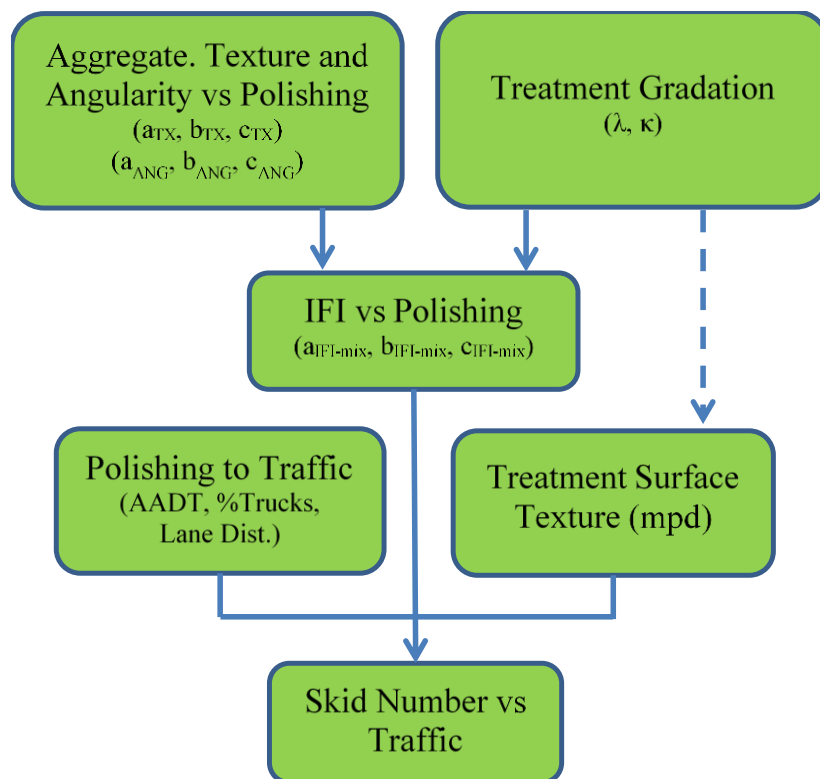 Aggregate. Texture and
Angularity vs Polishing
(aTX, bTX, cTX)
(aANG, bANG, cANG)
Treatment Gradation
(λ, κ)
IFI vs Polishing
(aIFI-mix, bIFI-mix, cIFI-mix)
Polishing to Traffic
(AADT, %Trucks,
Lane Dist.)
Treatment Surface
Texture (mpd)
Skid Number vs
Traffic